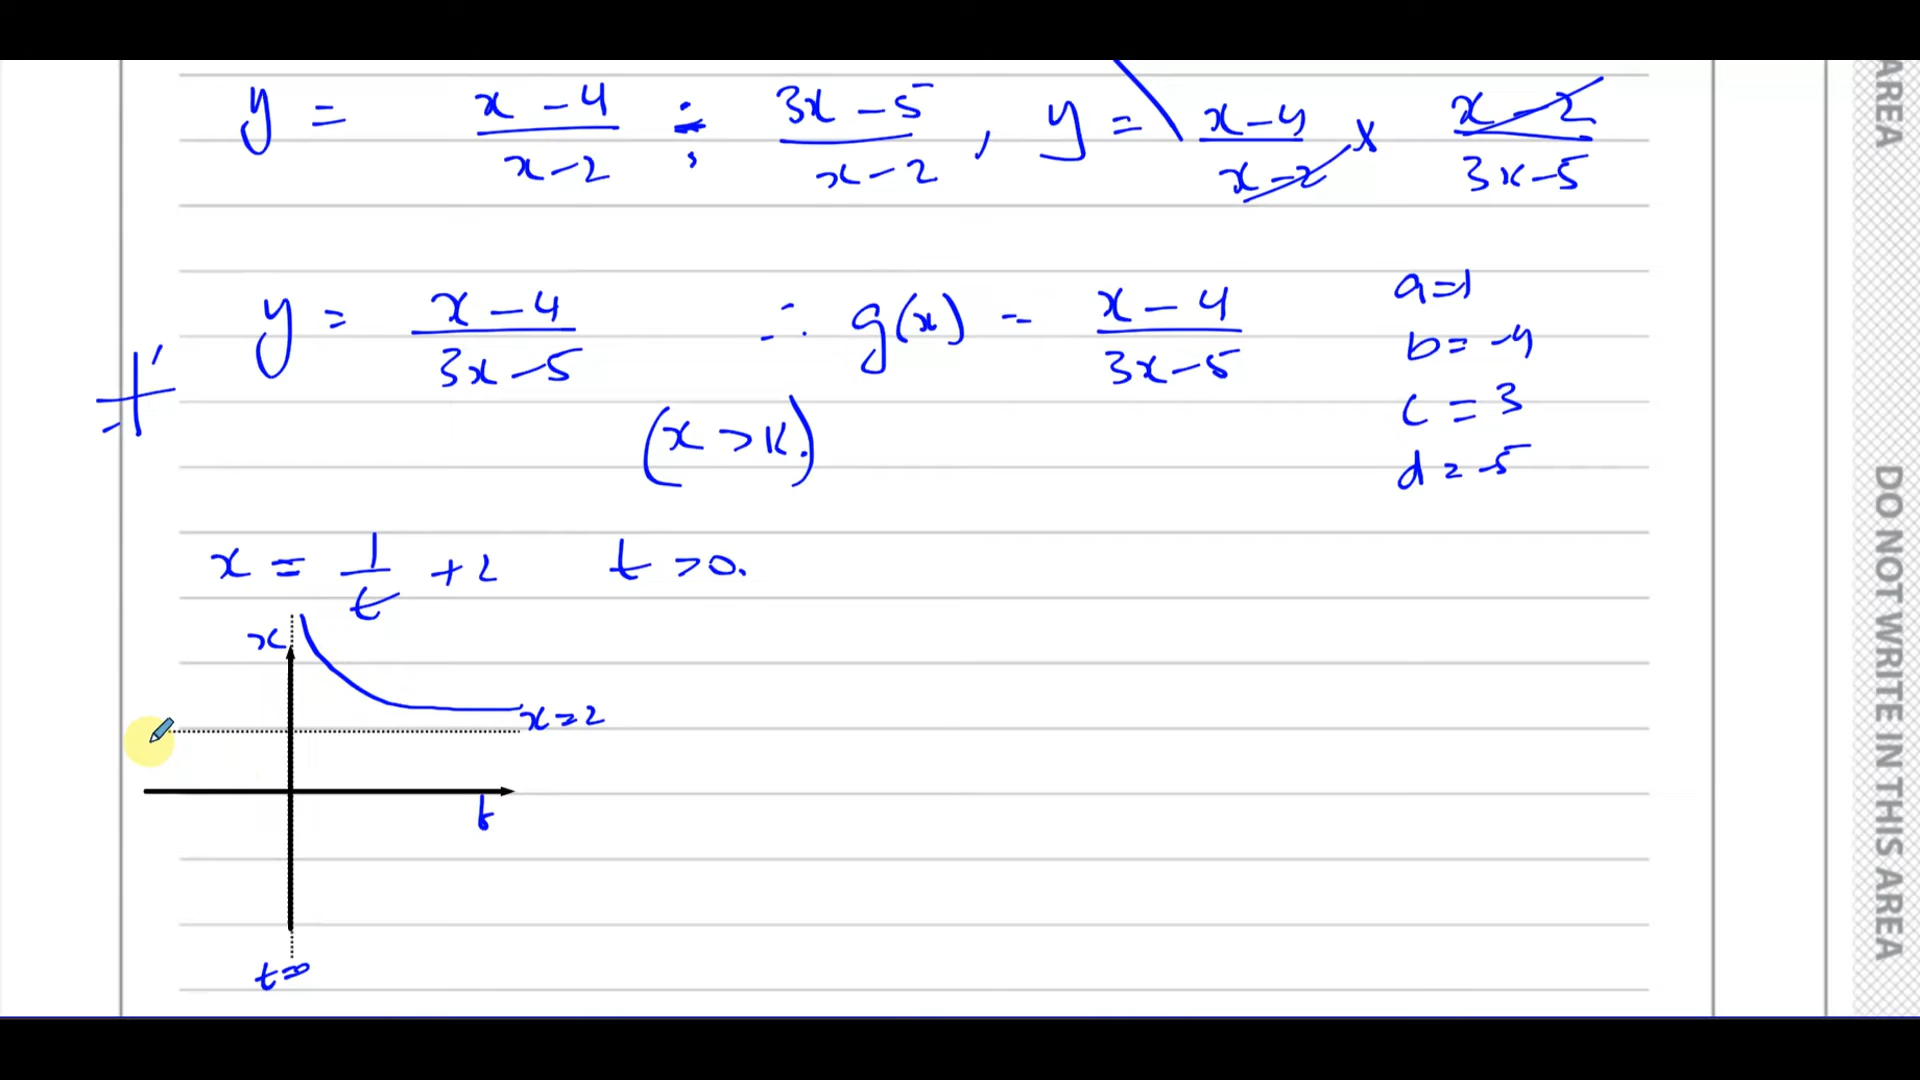 y = x - 4 / x - 2 ÷ 3x - 5 / x - 2 , y = x - 4 / x - 2 × x - 2 / 3x - 5
y = x - 4 / 3x - 5 ∴ g(x) = x - 4 / 3x - 5
a = 1
b = -4
c = 3
d = -5
(x > k)
x = 1 / t + 2 t > 0.
x
x = 2
t
t=0
AREA
DO NOT WRITE IN THIS AREA